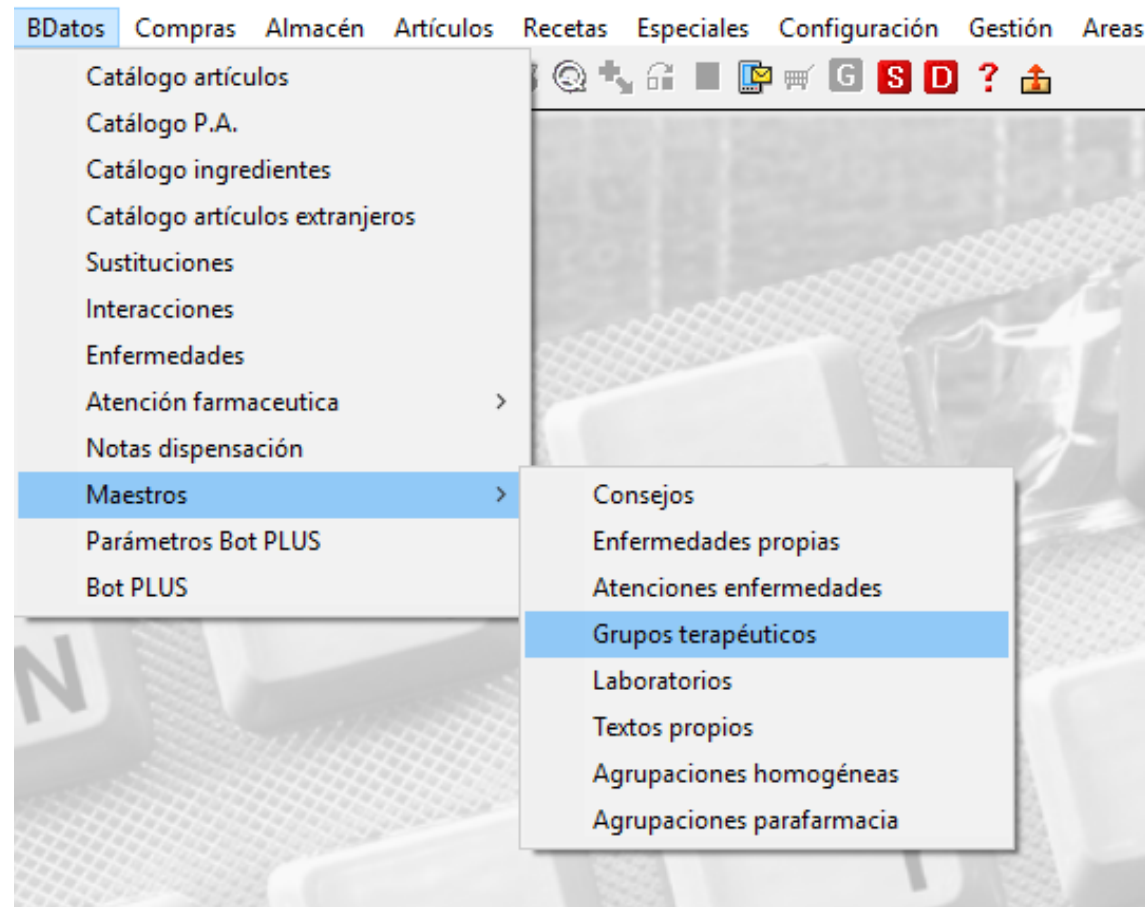 BDatos Compras Almacén Artículos Recetas Especiales Configuración Gestión Areas
G S D ?
Catálogo artículos
Catálogo P.A.
Catálogo ingredientes
Catálogo artículos extranjeros
Sustituciones
Interacciones
Enfermedades
Atención farmaceutica >
Notas dispensación
Maestros >
Parámetros Bot PLUS
Bot PLUS
Consejos
Enfermedades propias
Atenciones enfermedades
Grupos terapéuticos
Laboratorios
Textos propios
Agrupaciones homogéneas
Agrupaciones parafarmacia
N